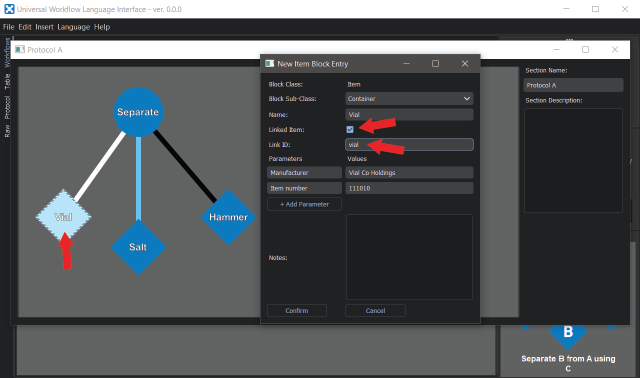 Universal Workflow Language Interface - ver. 0.0.0
File Edit Insert Language Help
Workflows
Table
Protocol
Raw
Protocol A
Separate
Vial
Salt
Hammer
New Item Block Entry
Block Class: Item
Block Sub-Class: Container
Name: Vial
Linked Item:
Link ID: vial
Parameters Values
Manufacturer Vial Co Holdings
Item number 111010
+ Add Parameter
Notes:
Confirm Cancel
Section Name:
Protocol A
Section Description:
B
Separate B from A using
C